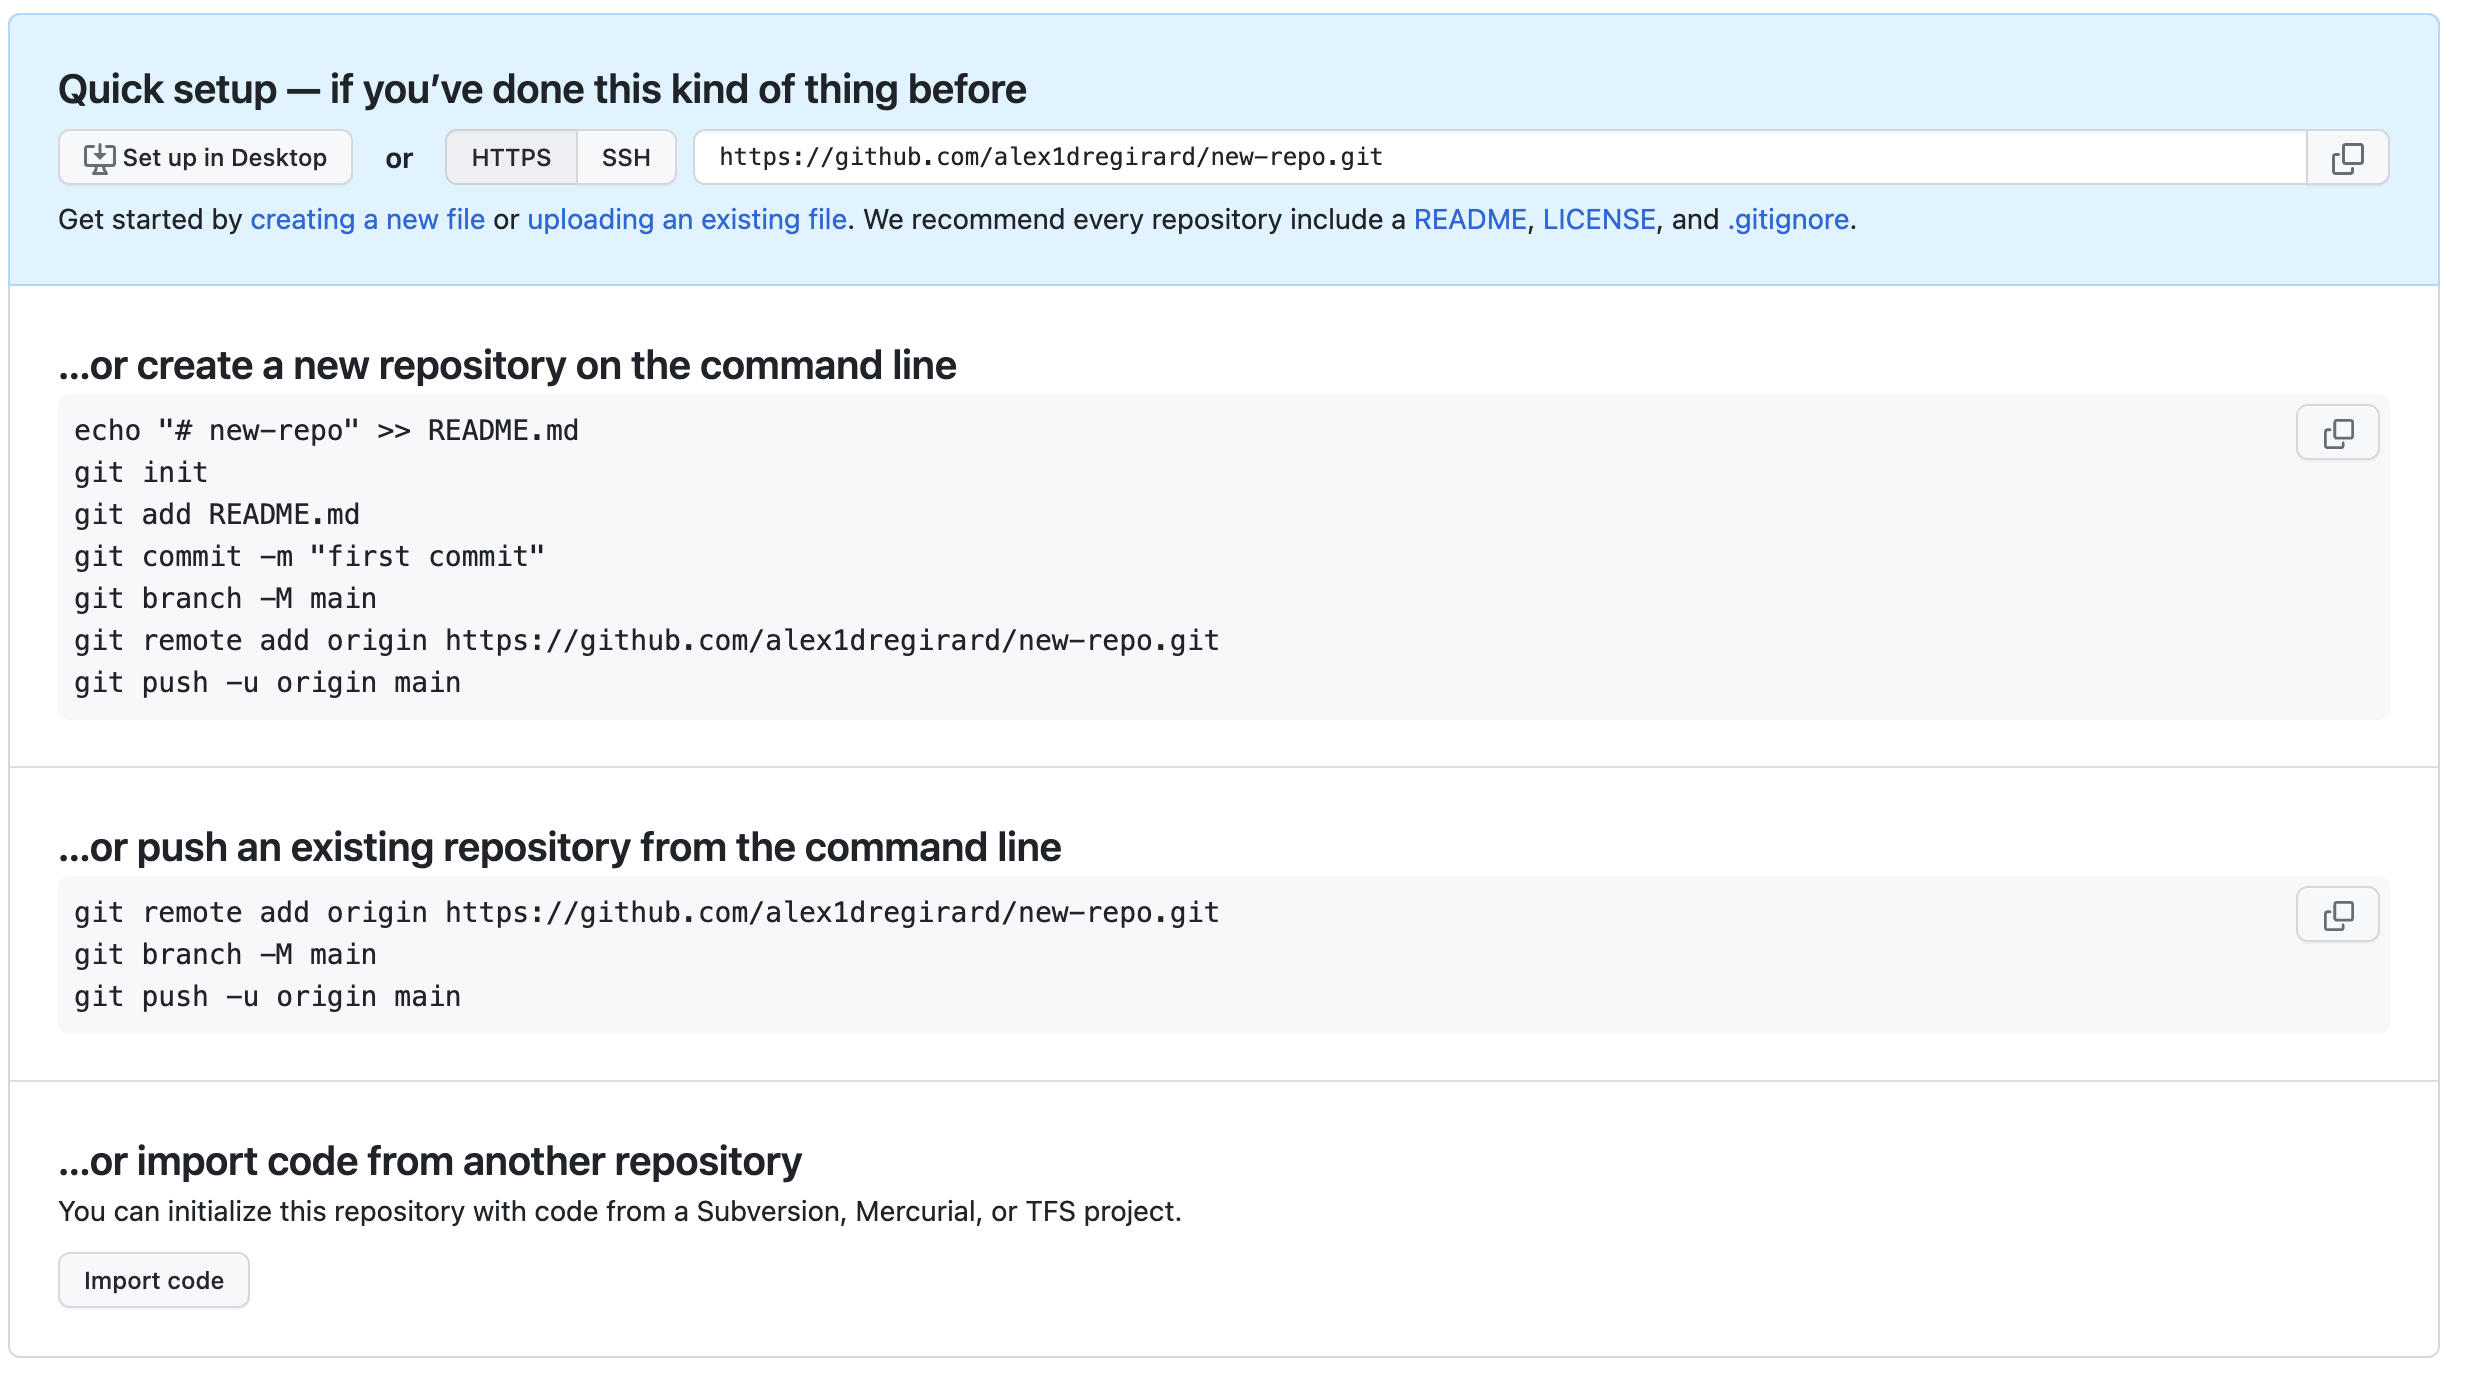 Quick setup — if you’ve done this kind of thing before
Set up in Desktop or HTTPS SSH https://github.com/alex1dregirard/new-repo.git
Get started by creating a new file or uploading an existing file. We recommend every repository include a README, LICENSE, and .gitignore.
…or create a new repository on the command line
echo "# new-repo" >> README.md
git init
git add README.md
git commit -m "first commit"
git branch -M main
git remote add origin https://github.com/alex1dregirard/new-repo.git
git push -u origin main
…or push an existing repository from the command line
git remote add origin https://github.com/alex1dregirard/new-repo.git
git branch -M main
git push -u origin main
…or import code from another repository
You can initialize this repository with code from a Subversion, Mercurial, or TFS project.
Import code